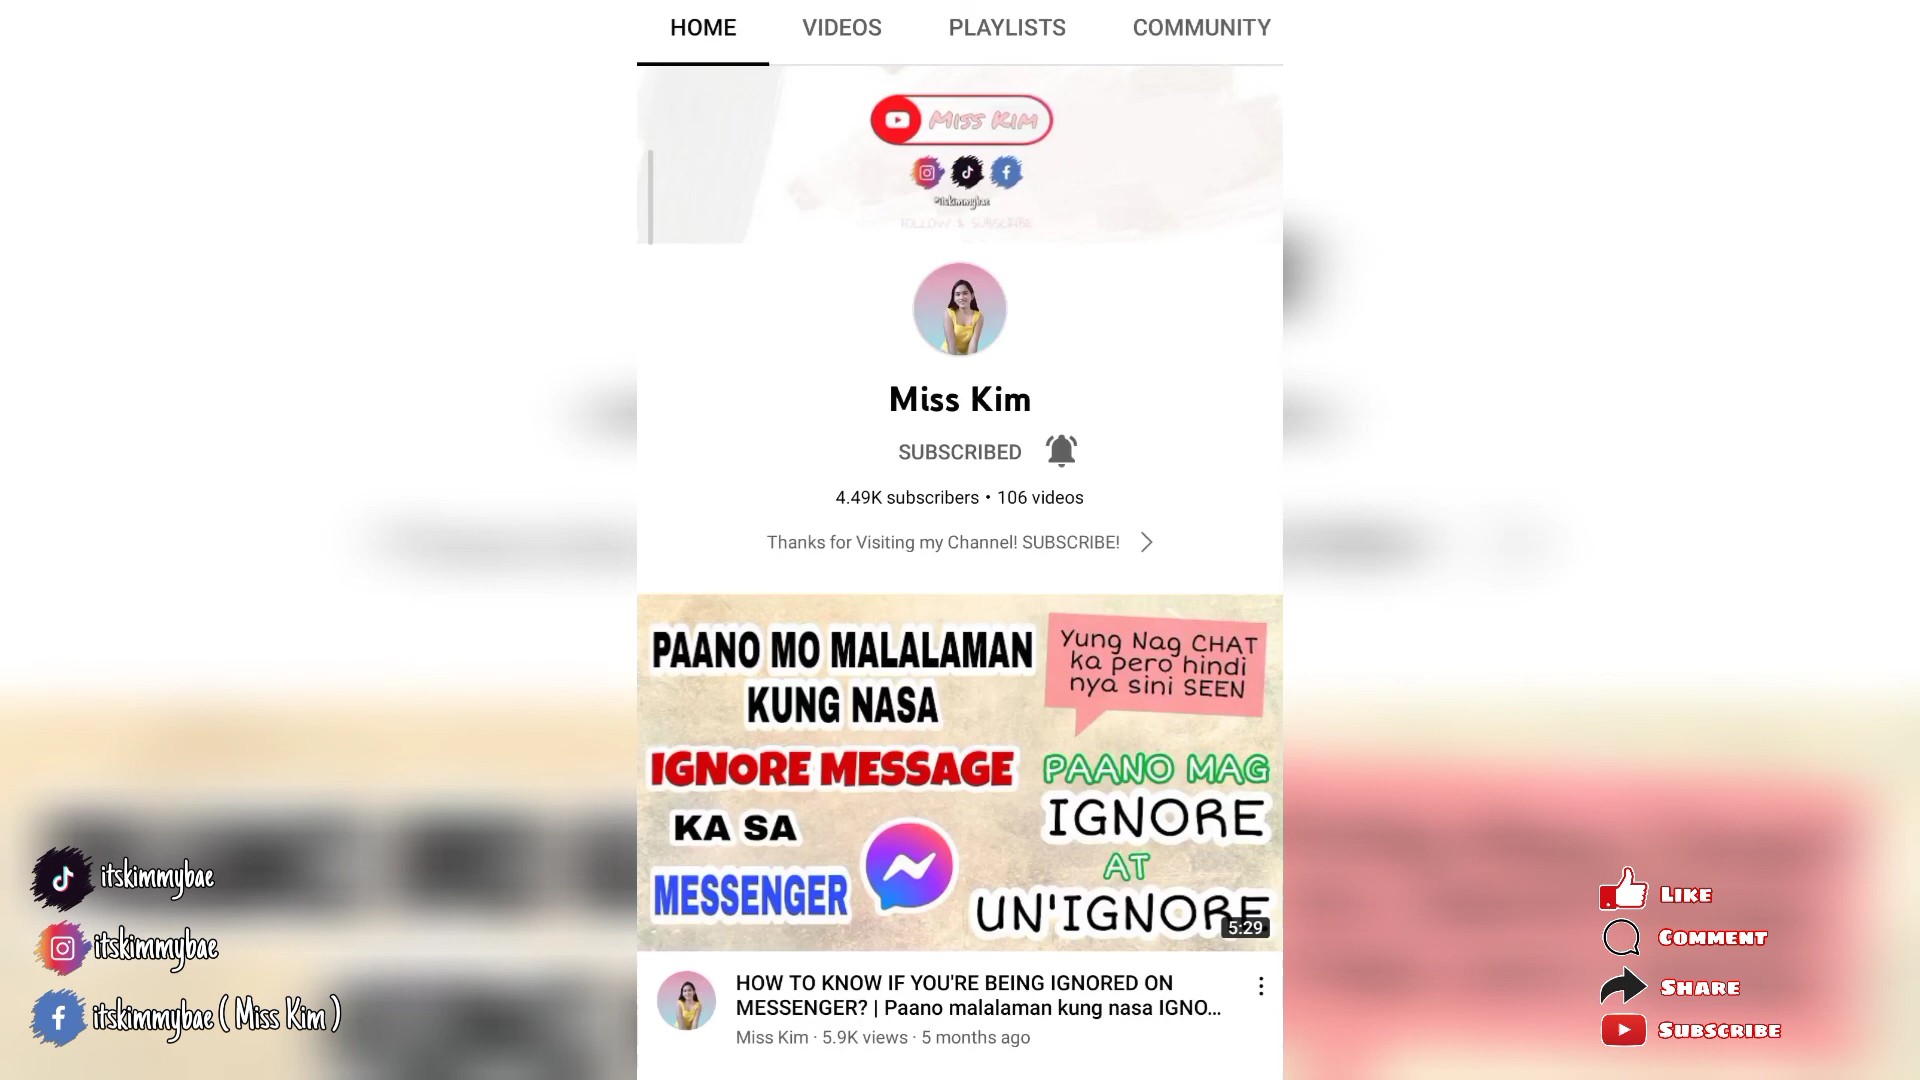 HOME VIDEOS PLAYLISTS COMMUNITY
Miss Kim
@itskimmybae
FOLLOW & SUBSCRIBE
Miss Kim
SUBSCRIBED
4.49K subscribers • 106 videos
Thanks for Visiting my Channel! SUBSCRIBE!
PAANO MO MALALAMAN
KUNG NASA
IGNORE MESSAGE
KA SA
MESSENGER
Yung Nag CHAT
ka pero hindi
nya sini SEEN
PAANO MAG
IGNORE
AT
UN'IGNORE
5:29
HOW TO KNOW IF YOU'RE BEING IGNORED ON
MESSENGER? | Paano malalaman kung nasa IGNO...
Miss Kim · 5.9K views · 5 months ago
itskimmybae
itskimmybae
itskimmybae ( Miss Kim )
LIKE
COMMENT
SHARE
SUBSCRIBE